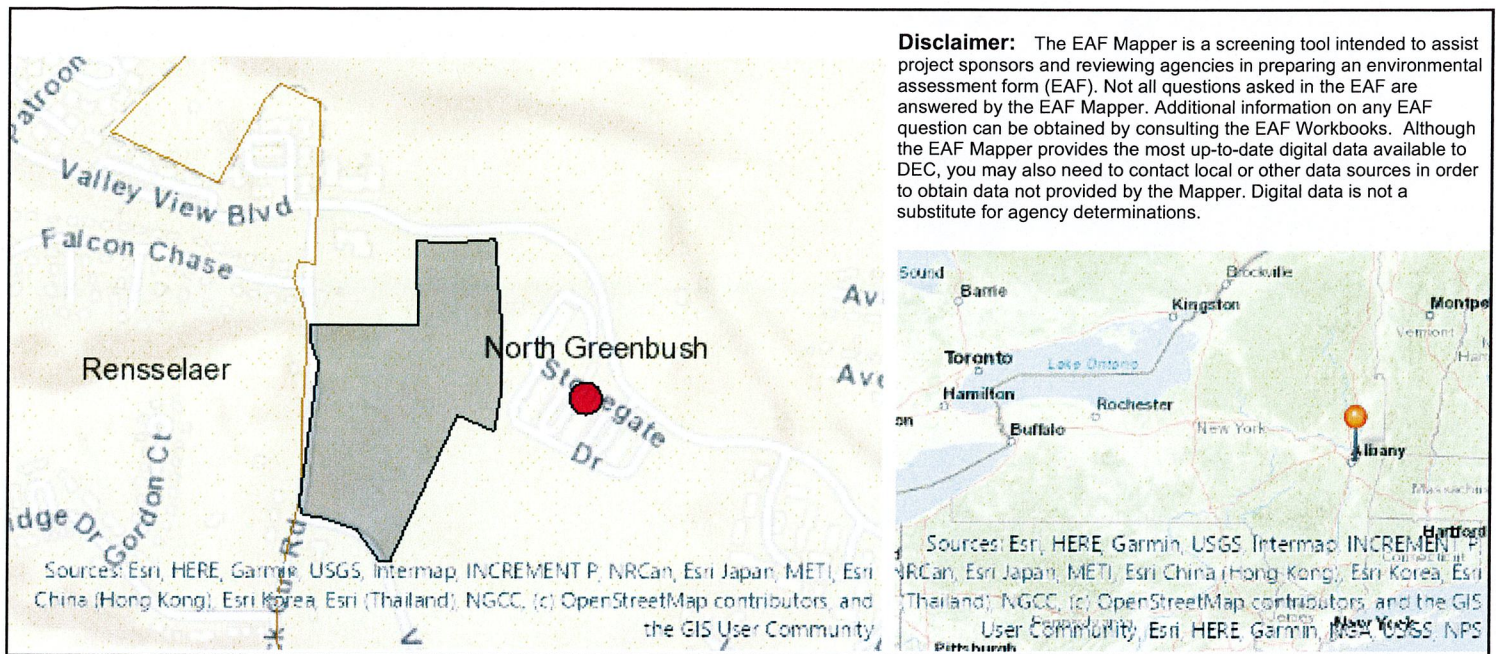 Disclaimer: The EAF Mapper is a screening tool intended to assist
project sponsors and reviewing agencies in preparing an environmental
assessment form (EAF). Not all questions asked in the EAF are
answered by the EAF Mapper. Additional information on any EAF
question can be obtained by consulting the EAF Workbooks. Although
the EAF Mapper provides the most up-to-date digital data available to
DEC, you may also need to contact local or other data sources in order
to obtain data not provided by the Mapper. Digital data is not a
substitute for agency determinations.
Patroon
Valley View Blvd
Falcon Chase
Rensselaer
North Greenbush
Dr
Av
Ave
Gordon Ct
idge Dr
Rd
Sources: Esri, HERE, Garmin, USGS, Intermap, INCREMENT P, NRCan, Esri Japan, METI, Esri
China (Hong Kong), Esri Korea, Esri (Thailand), NGCC, (c) OpenStreetMap contributors, and
the GIS User Community
Sound
Barrie
Brockville
Kingston
Montpe
Vermont
Toronto
Lake Ontario
Hamilton
Rochester
on
Buffalo
New York
Albany
Massachus
Hartford
Sources: Esri, HERE, Garmin, USGS, Intermap, INCREMENT P,
NRCan, Esri Japan, METI, Esri China (Hong Kong), Esri Korea, Esri
(Thailand), NGCC, (c) OpenStreetMap contributors, and the GIS
User Community, Esri, HERE, Garmin, NGA, USGS, NPS
New York
Pittsburgh